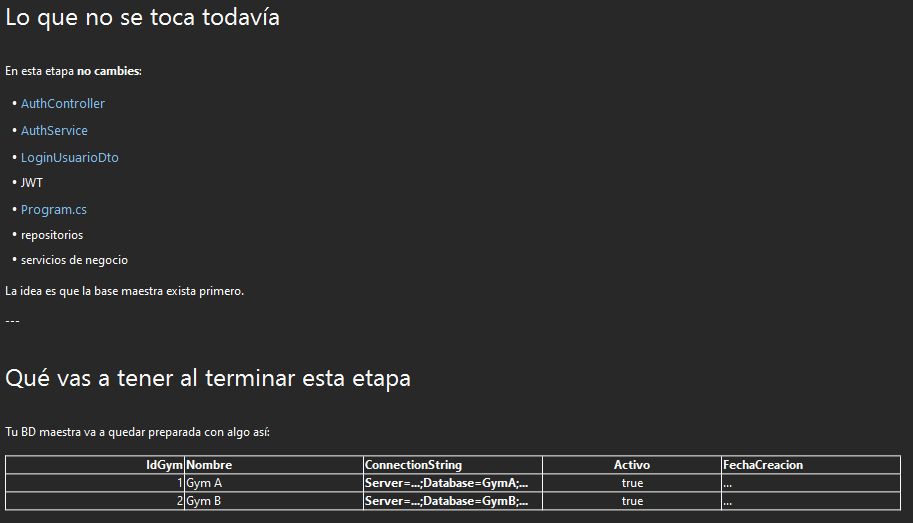 Lo que no se toca todavía
En esta etapa no cambies:
• AuthController
• AuthService
• LoginUsuarioDto
• JWT
• Program.cs
• repositorios
• servicios de negocio
La idea es que la base maestra exista primero.
---
Qué vas a tener al terminar esta etapa
Tu BD maestra va a quedar preparada con algo así:
IdGym Nombre ConnectionString Activo FechaCreacion
1 Gym A Server=...;Database=GymA;... true ...
2 Gym B Server=...;Database=GymB;... true ...